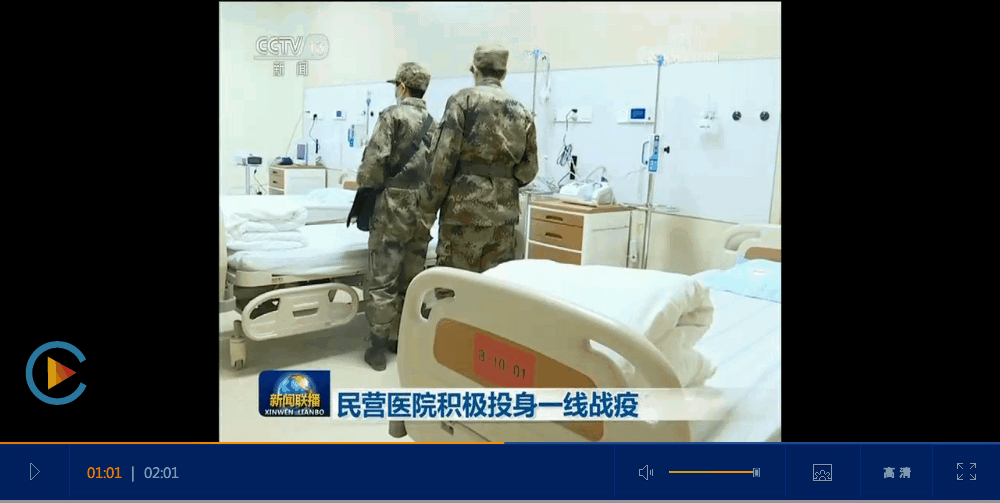 CCTV 13
新闻
3 10 01
新闻联播
XINWEN LIANBO
民营医院积极投身一线战疫
01:01 | 02:01
高清